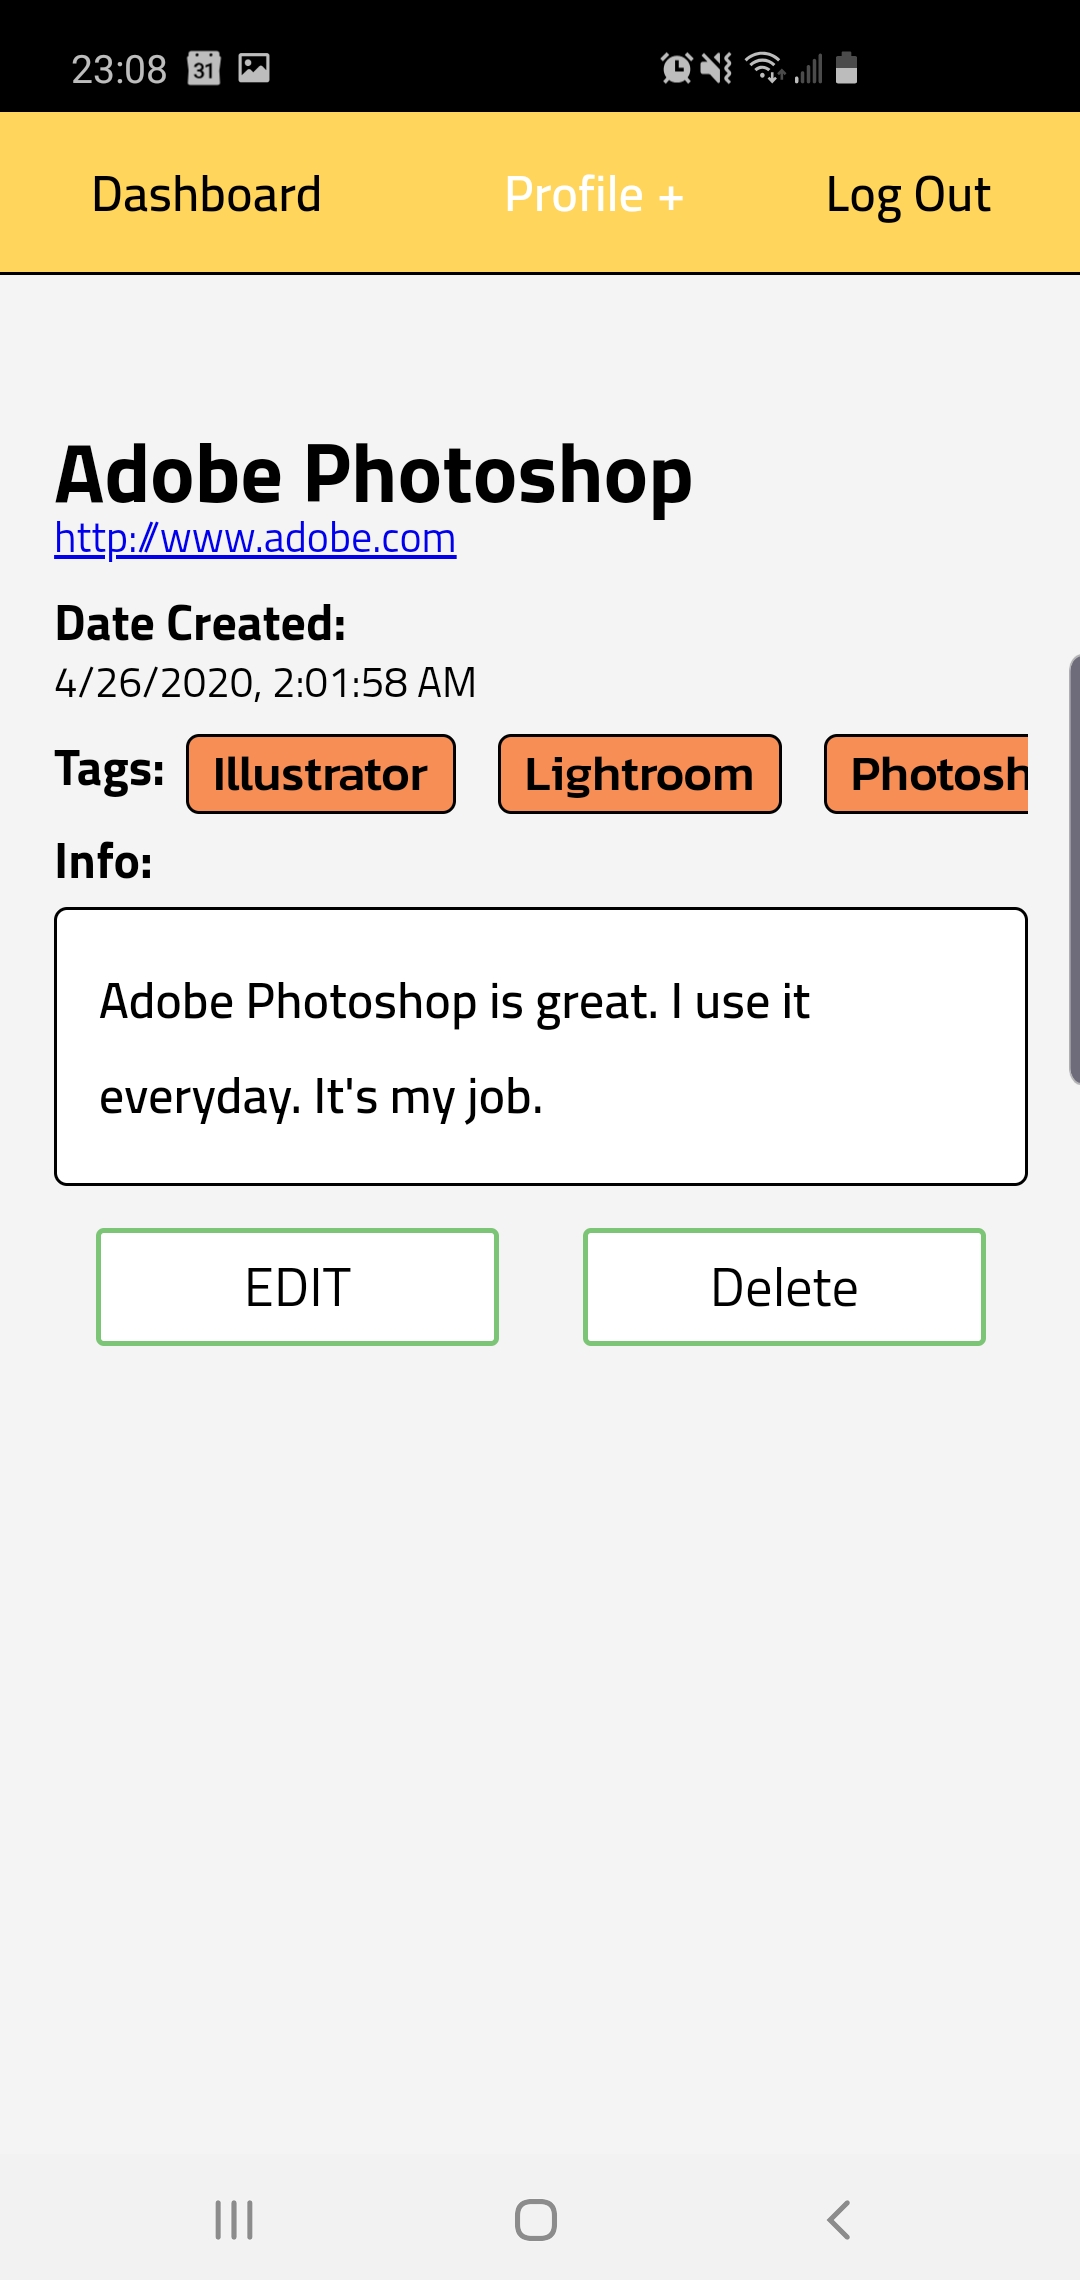 23:08 31
Dashboard Profile + Log Out
Adobe Photoshop
http://www.adobe.com
Date Created:
4/26/2020, 2:01:58 AM
Tags: Illustrator Lightroom Photosh
Info:
Adobe Photoshop is great. I use it
everyday. It's my job.
EDIT Delete